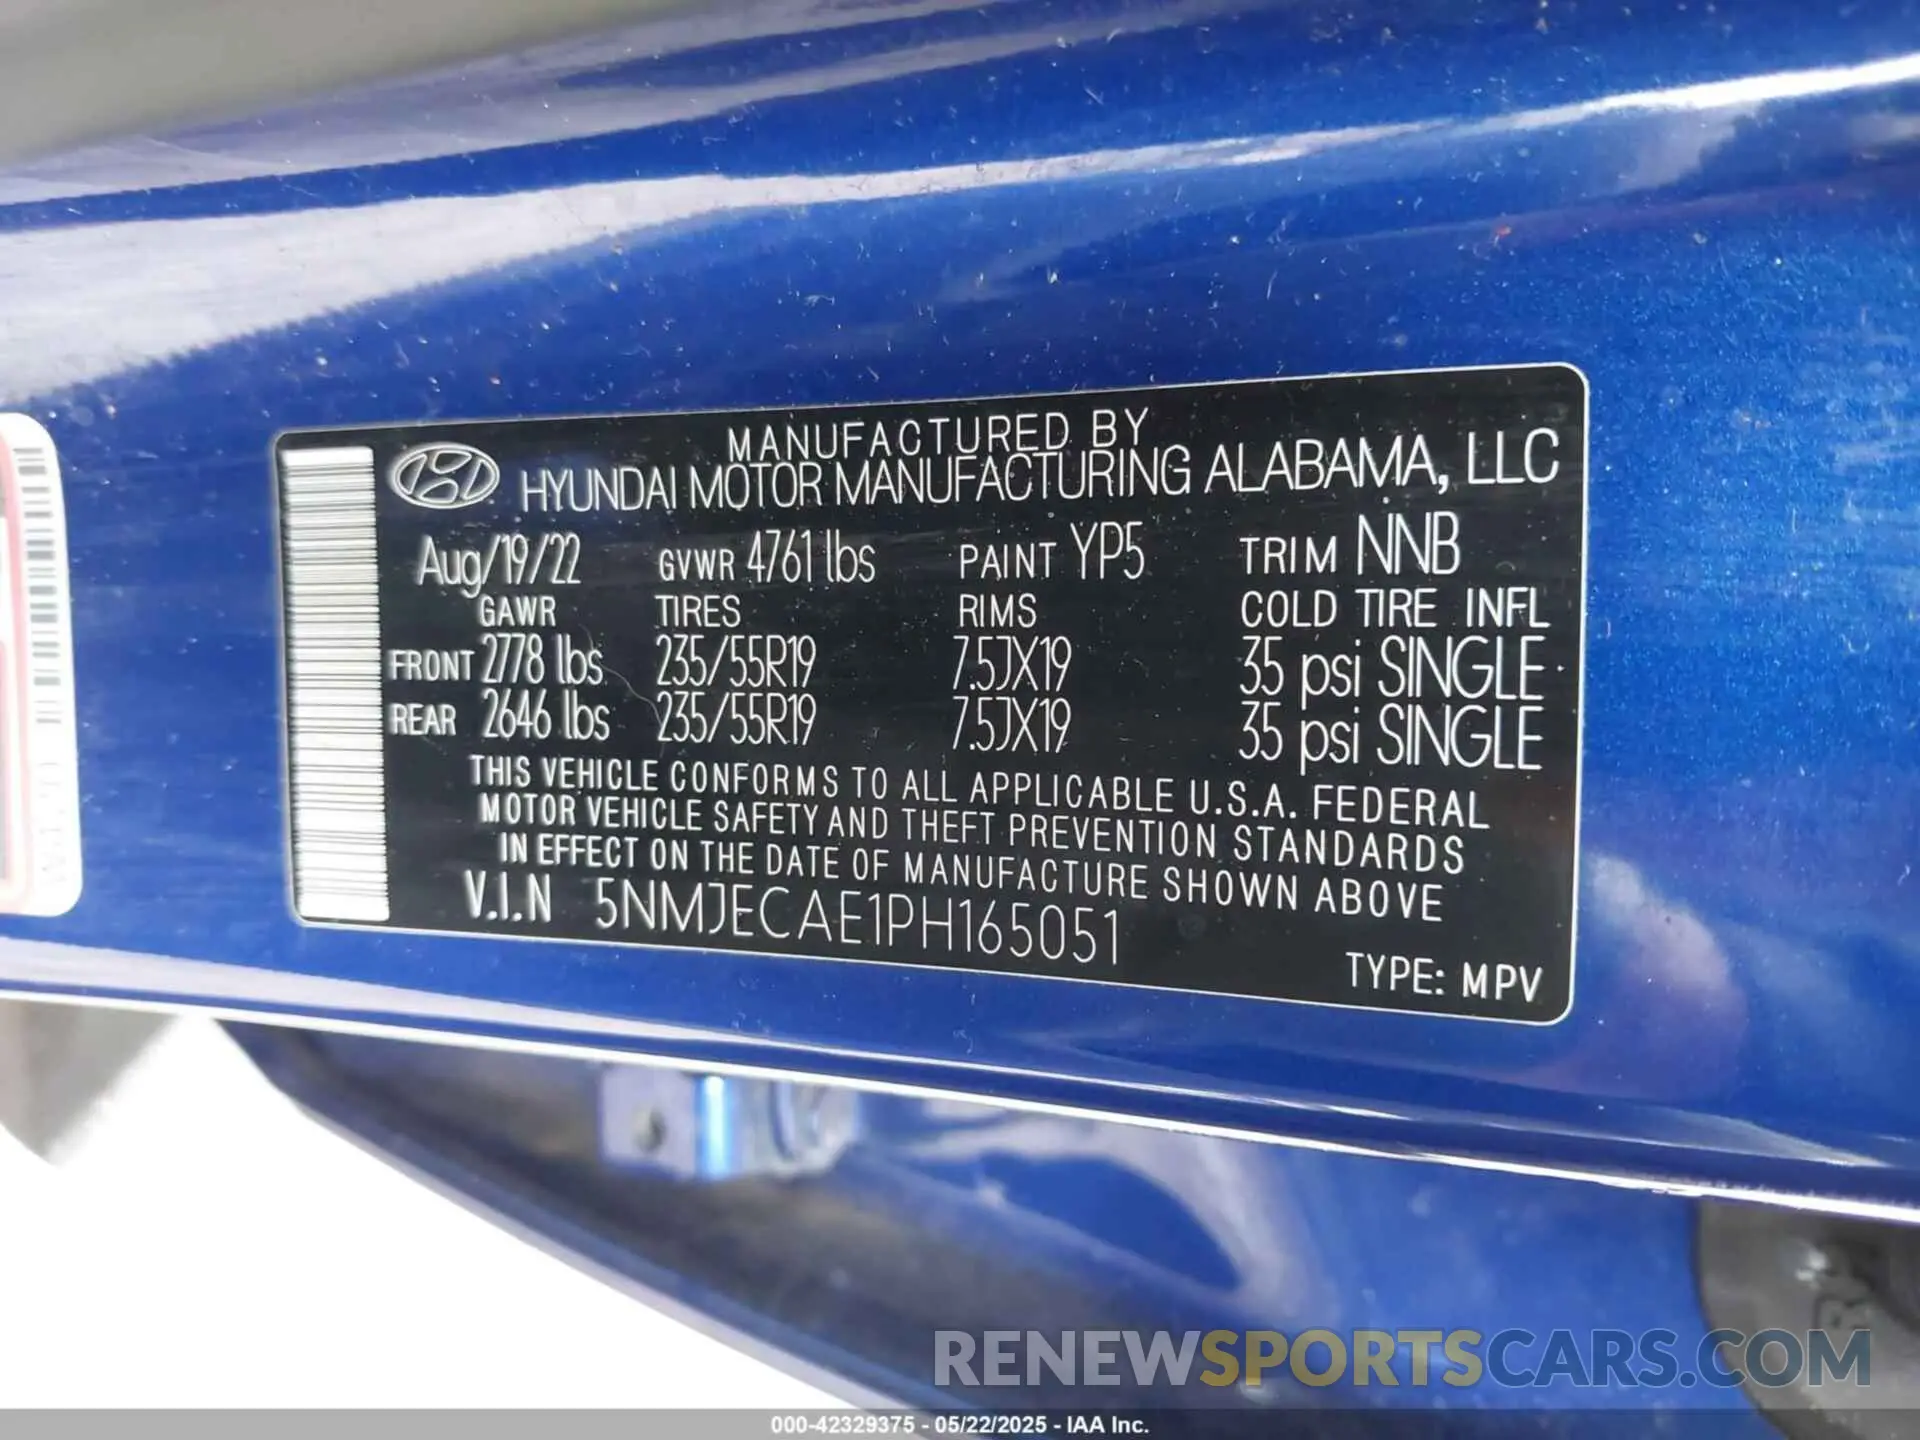 MANUFACTURED BY
HYUNDAI MOTOR MANUFACTURING ALABAMA, LLC
Aug/19/22 GVWR 4761 lbs PAINT YP5 TRIM NNB
GAWR TIRES RIMS COLD TIRE INFL
FRONT 2778 lbs 235/55R19 7.5JX19 35 psi SINGLE
REAR 2646 lbs 235/55R19 7.5JX19 35 psi SINGLE
THIS VEHICLE CONFORMS TO ALL APPLICABLE U.S.A. FEDERAL
MOTOR VEHICLE SAFETY AND THEFT PREVENTION STANDARDS
IN EFFECT ON THE DATE OF MANUFACTURE SHOWN ABOVE
V.I.N 5NMJECAE1PH165051
TYPE: MPV
RENEWSPORTSCARS.COM
000-42329375 - 05/22/2025 - IAA Inc.